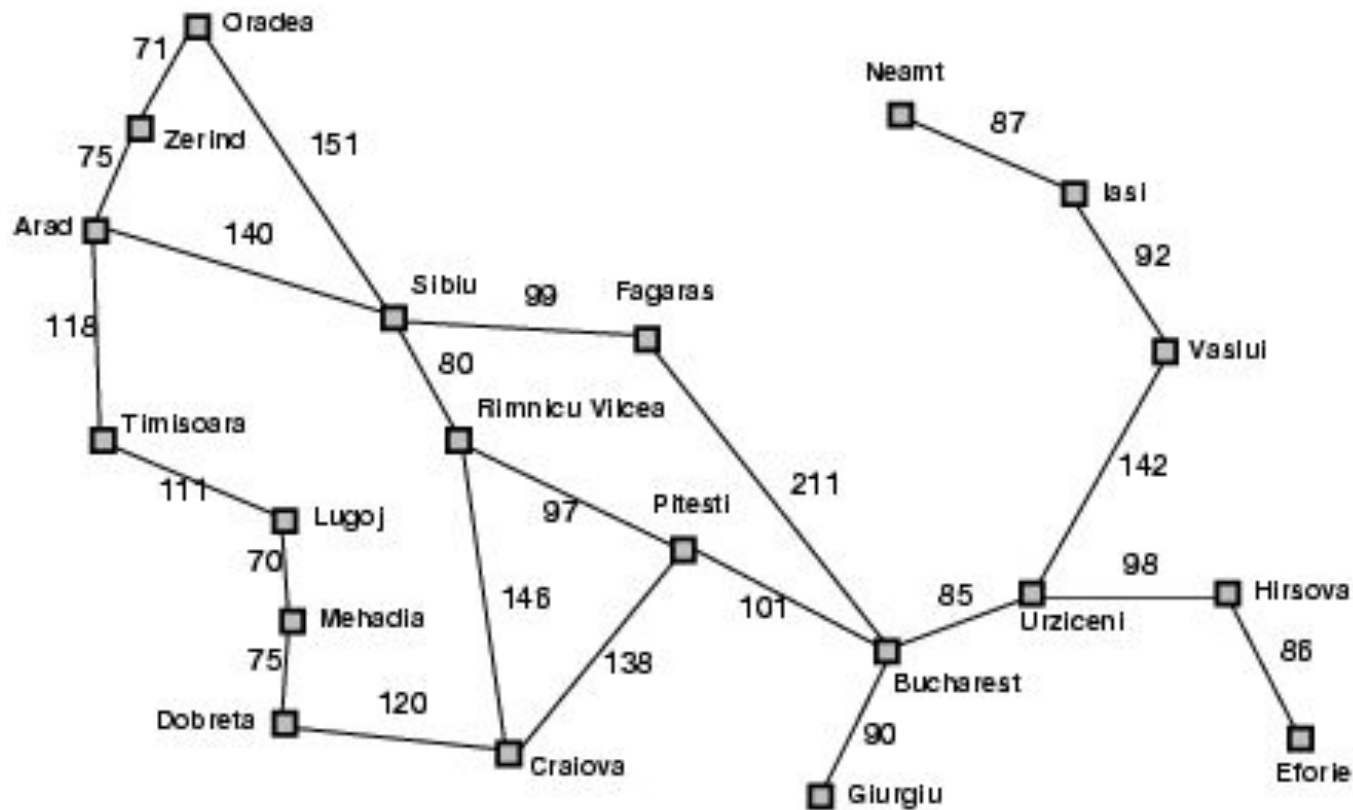 Oradea
71
Neamt
87
Zerind
151
75
Iasi
Arad
140
92
Sibiu
99
Fagaras
118
80
Vaslui
Timisoara
Rimnicu Vilcea
142
211
111
Lugoj
97
Pitesti
70
98
Hirsova
146
101
85
Mehadia
Urziceni
138
86
75
Bucharest
120
Dobreta
90
Craiova
Eforie
Giurgiu